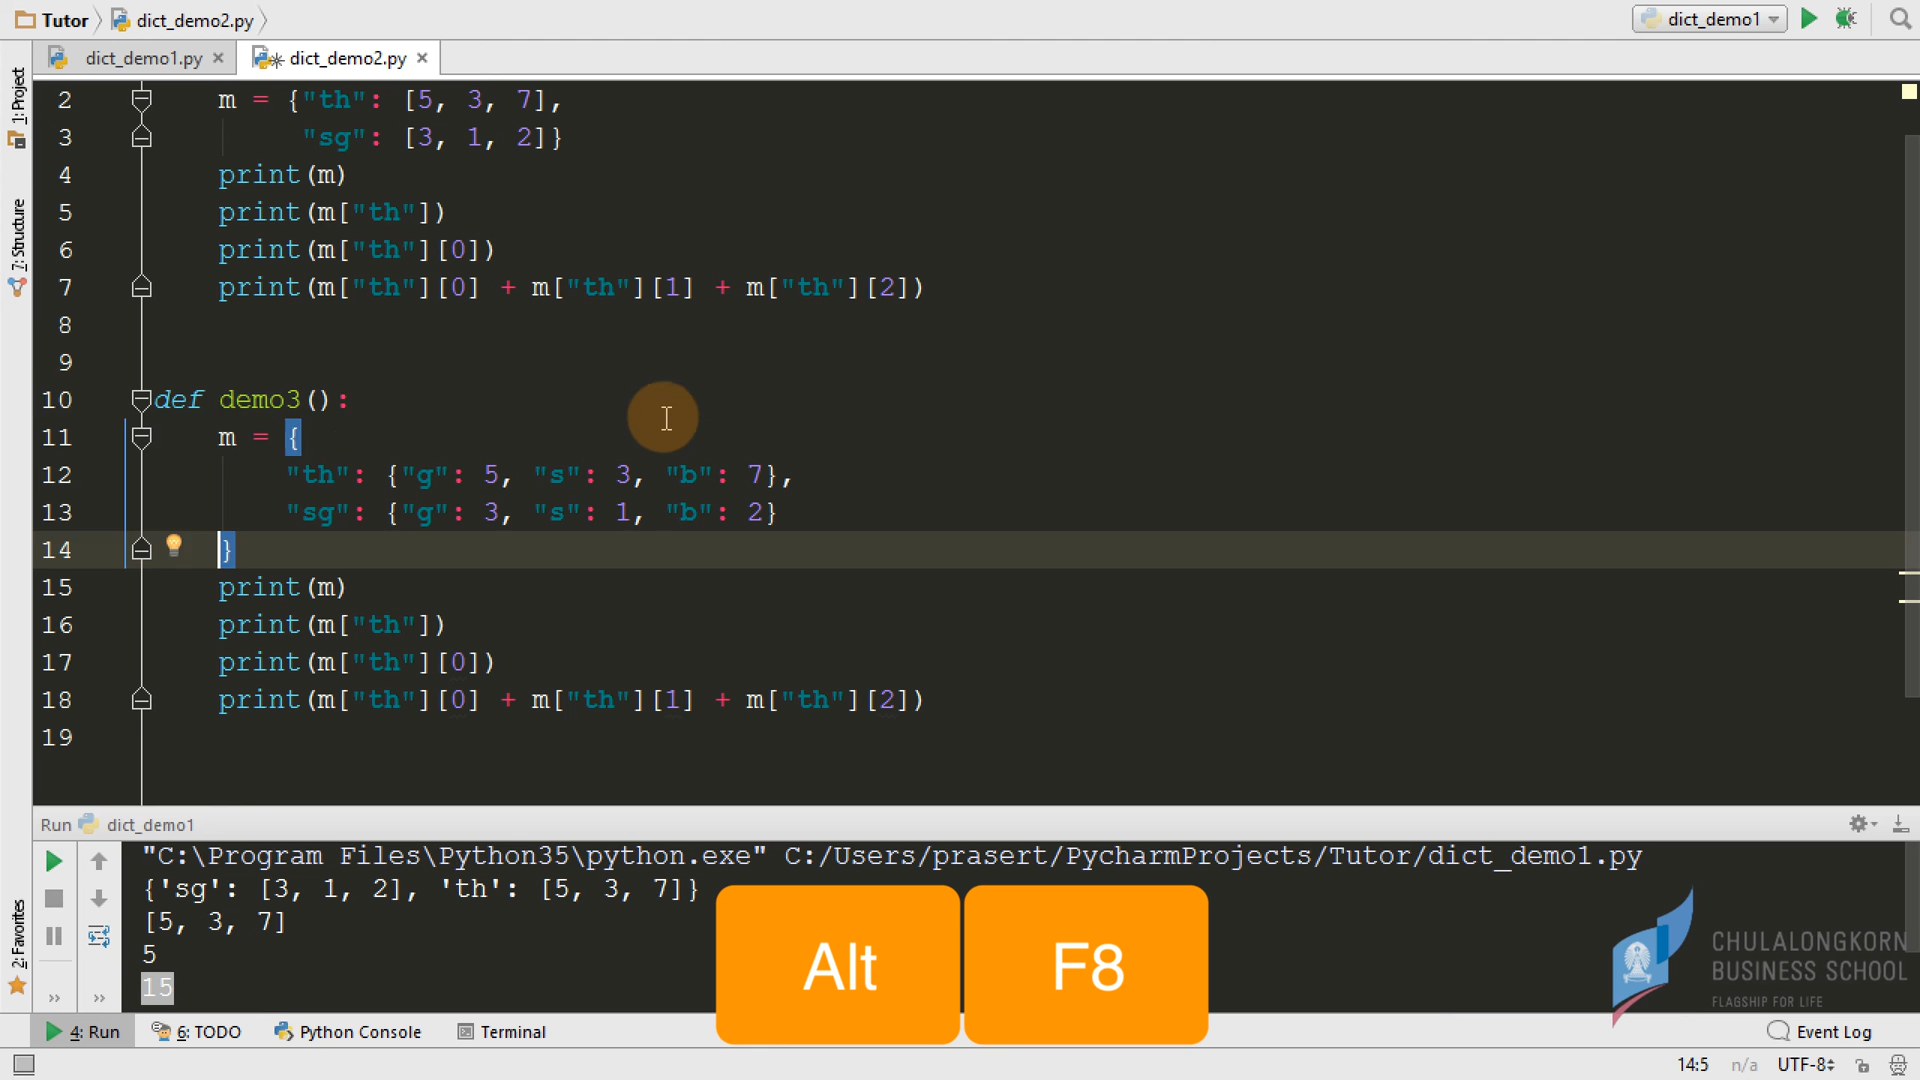 Tutor dict_demo2.py dict_demo1
dict_demo1.py dict_demo2.py
1: Project
7: Structure
2: Favorites
2 m = {"th": [5, 3, 7],
3 "sg": [3, 1, 2]}
4 print(m)
5 print(m["th"])
6 print(m["th"][0])
7 print(m["th"][0] + m["th"][1] + m["th"][2])
8
9
10 def demo3():
11 m = {
12 "th": {"g": 5, "s": 3, "b": 7},
13 "sg": {"g": 3, "s": 1, "b": 2}
14 }
15 print(m)
16 print(m["th"])
17 print(m["th"][0])
18 print(m["th"][0] + m["th"][1] + m["th"][2])
19
Run dict_demo1
"C:\Program Files\Python35\python.exe" C:/Users/prasert/PycharmProjects/Tutor/dict_demo1.py
{'sg': [3, 1, 2], 'th': [5, 3, 7]}
[5, 3, 7]
5
15
Alt F8
CHULALONGKORN
BUSINESS SCHOOL
FLAGSHIP FOR LIFE
4: Run 6: TODO Python Console Terminal Event Log
14:5 n/a UTF-8